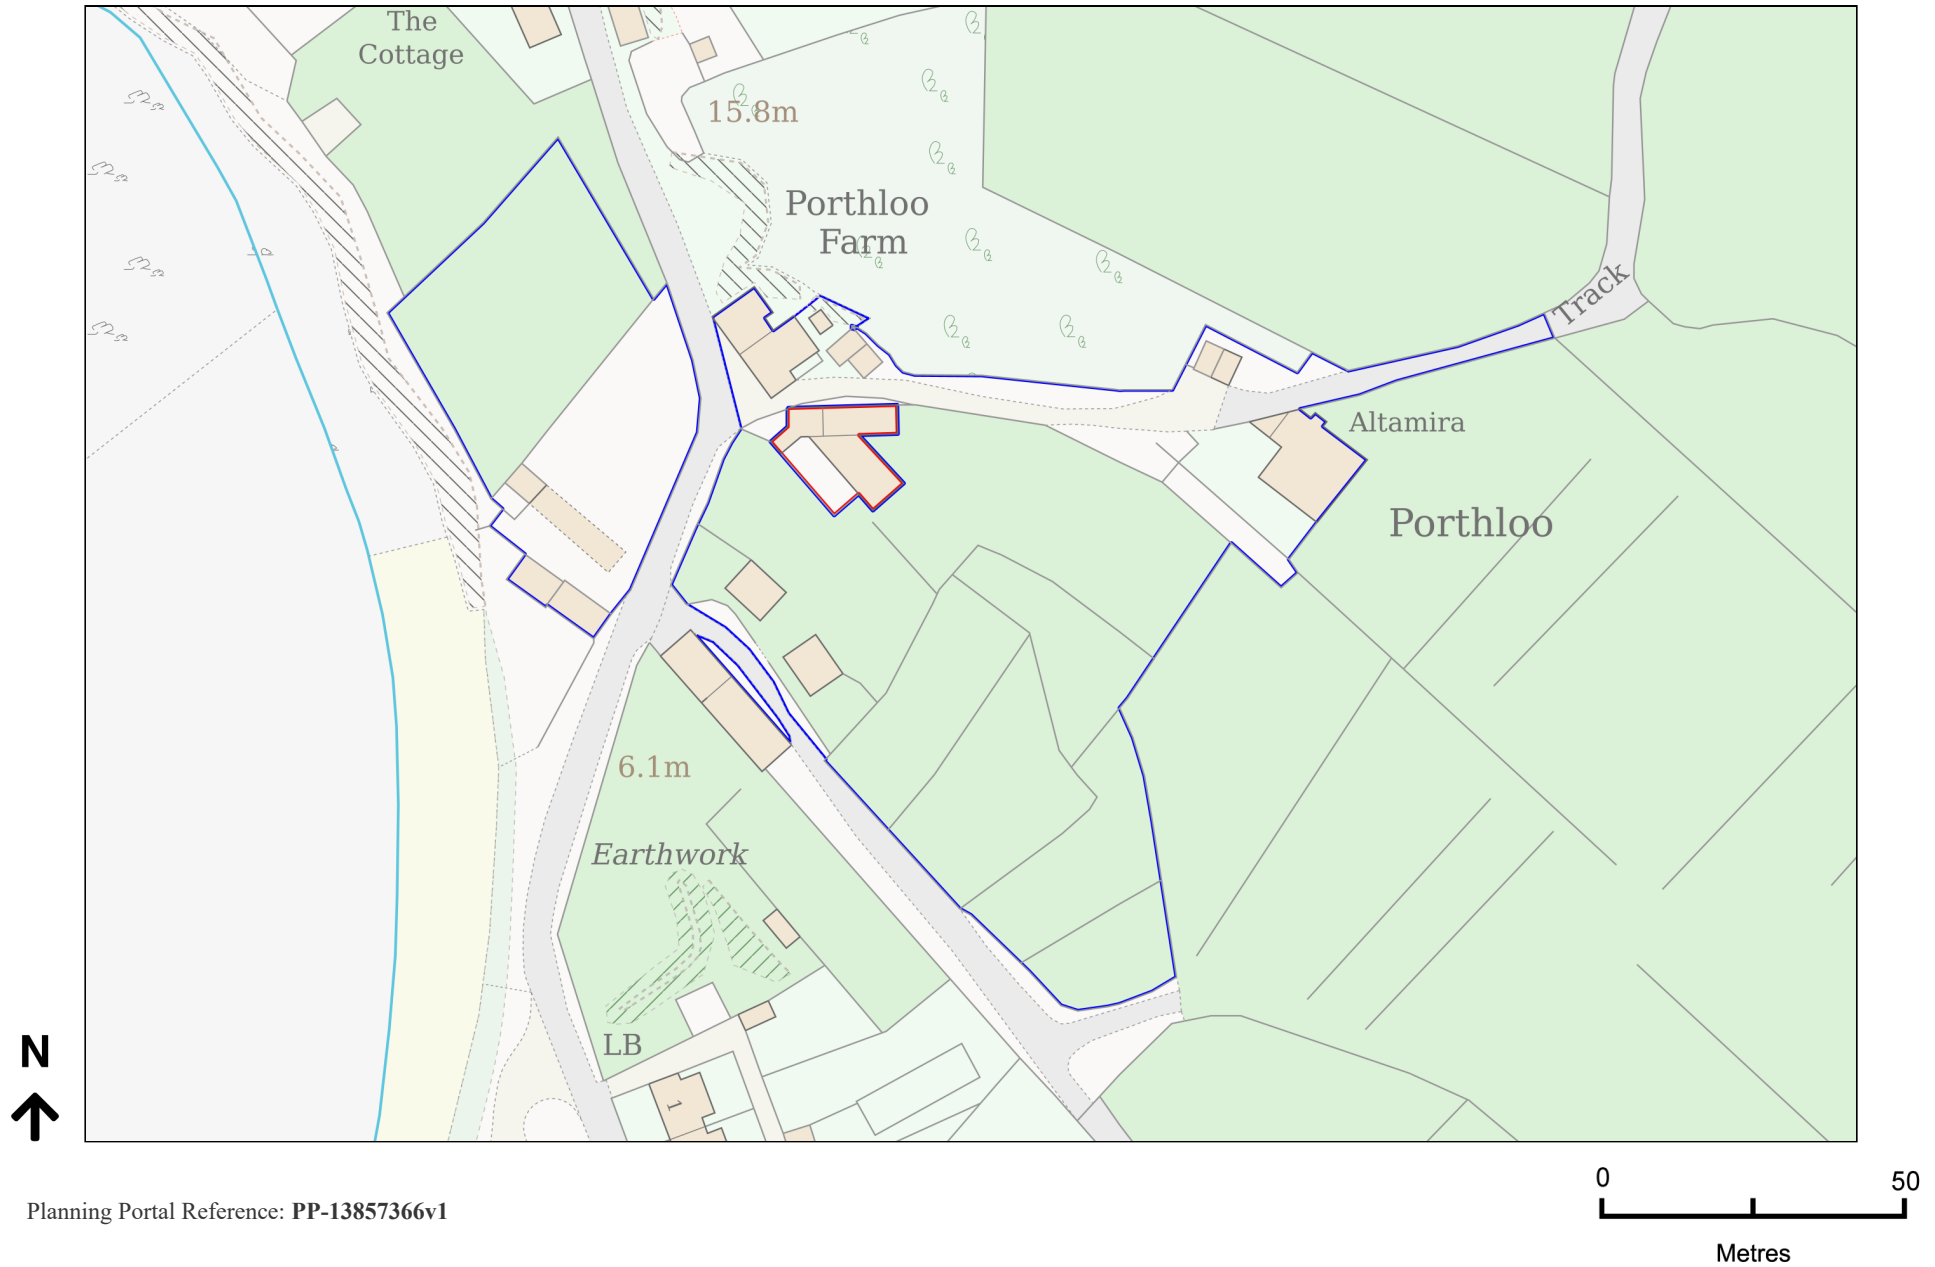 The
Cottage
15.8m
Porthloo
Farm
Track
Altamira
Porthloo
6.1m
Earthwork
LB
1
N
0 50
Metres
Planning Portal Reference: PP-13857366v1